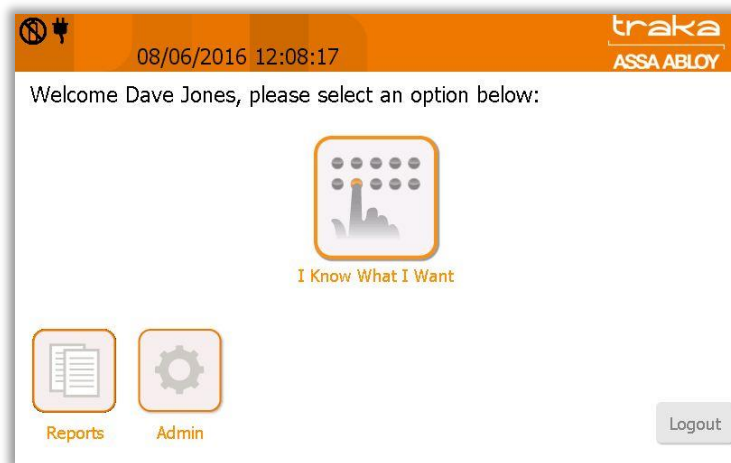 traka
08/06/2016 12:08:17
ASSA ABLOY
Welcome Dave Jones, please select an option below:
I Know What I Want
Reports
Admin
Logout